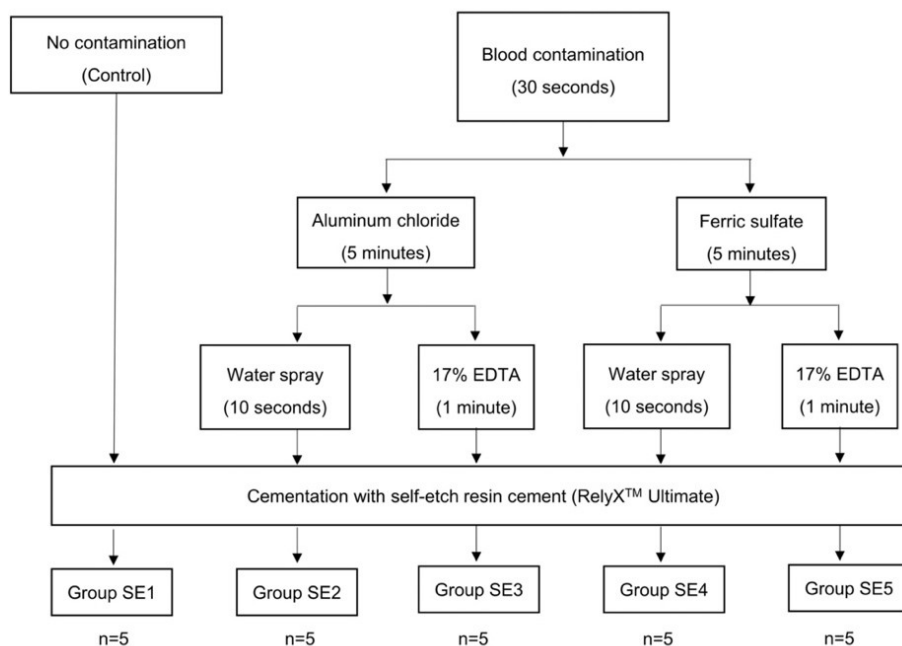 No contamination
(Control)
Blood contamination
(30 seconds)
Aluminum chloride
(5 minutes)
Ferric sulfate
(5 minutes)
Water spray
(10 seconds)
17% EDTA
(1 minute)
Water spray
(10 seconds)
17% EDTA
(1 minute)
Cementation with self-etch resin cement (RelyX™ Ultimate)
Group SE1
Group SE2
Group SE3
Group SE4
Group SE5
n=5
n=5
n=5
n=5
n=5